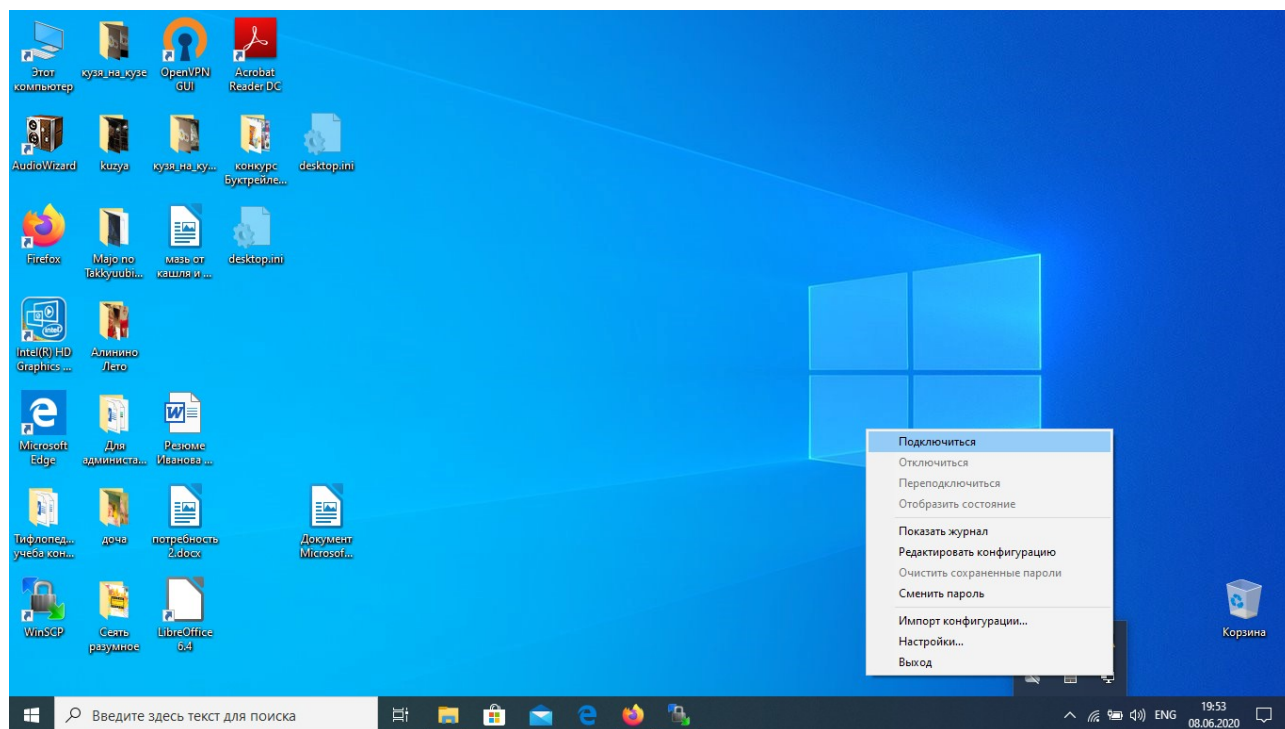 Этот
компьютер
кузя_на_кузе
OpenVPN
GUI
Acrobat
Reader DC
AudioWizard
kuzya
кузя_на_ку...
конкурс
Буктрейле...
desktop.ini
Firefox
Majo no
Takkyuubi...
мазь от
кашля и ...
desktop.ini
Intel(R) HD
Graphics ...
Алинино
Лето
Microsoft
Edge
Для
администа...
Резюме
Иванова ...
Тифлопед...
учеба кон...
доча
потребность
2.docx
Документ
Microsof...
WinSCP
Сеять
разумное
LibreOffice
6.4
Подключиться
Отключиться
Переподключиться
Отобразить состояние
Показать журнал
Редактировать конфигурацию
Очистить сохраненные пароли
Сменить пароль
Импорт конфигурации...
Настройки...
Выход
Корзина
Введите здесь текст для поиска
ENG
19:53
08.06.2020